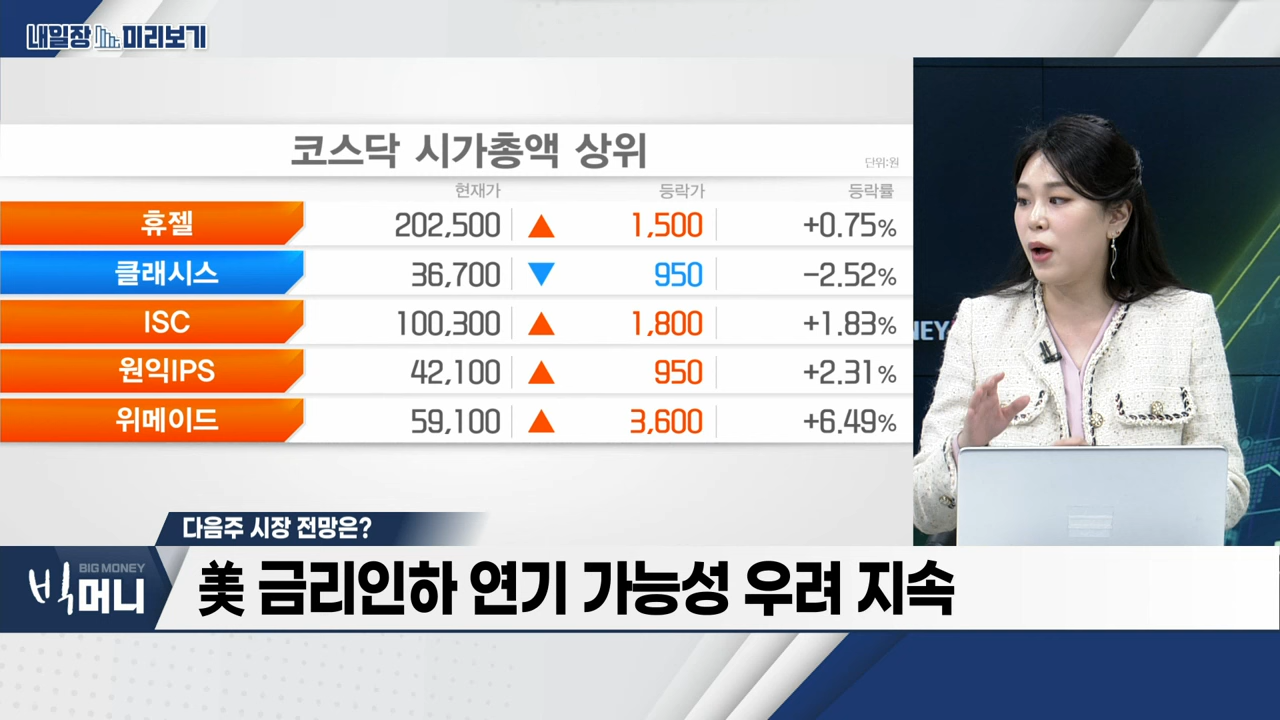 내일장 미리보기
코스닥 시가총액 상위
단위:원
현재가 등락가 등락률
휴젤 202,500 ▲ 1,500 +0.75%
클래시스 36,700 ▼ 950 -2.52%
ISC 100,300 ▲ 1,800 +1.83%
원익IPS 42,100 ▲ 950 +2.31%
위메이드 59,100 ▲ 3,600 +6.49%
NEY
다음주 시장 전망은?
BIG MONEY
빅머니
美 금리인하 연기 가능성 우려 지속